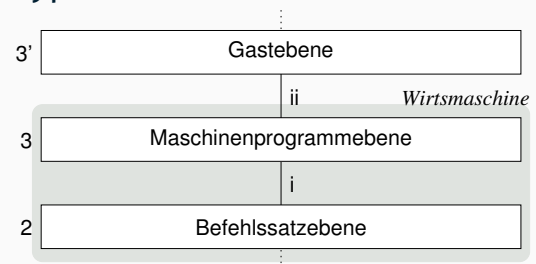 3' Gastebene
ii Wirtsmaschine
3 Maschinenprogrammebene
i
2 Befehlssatzebene